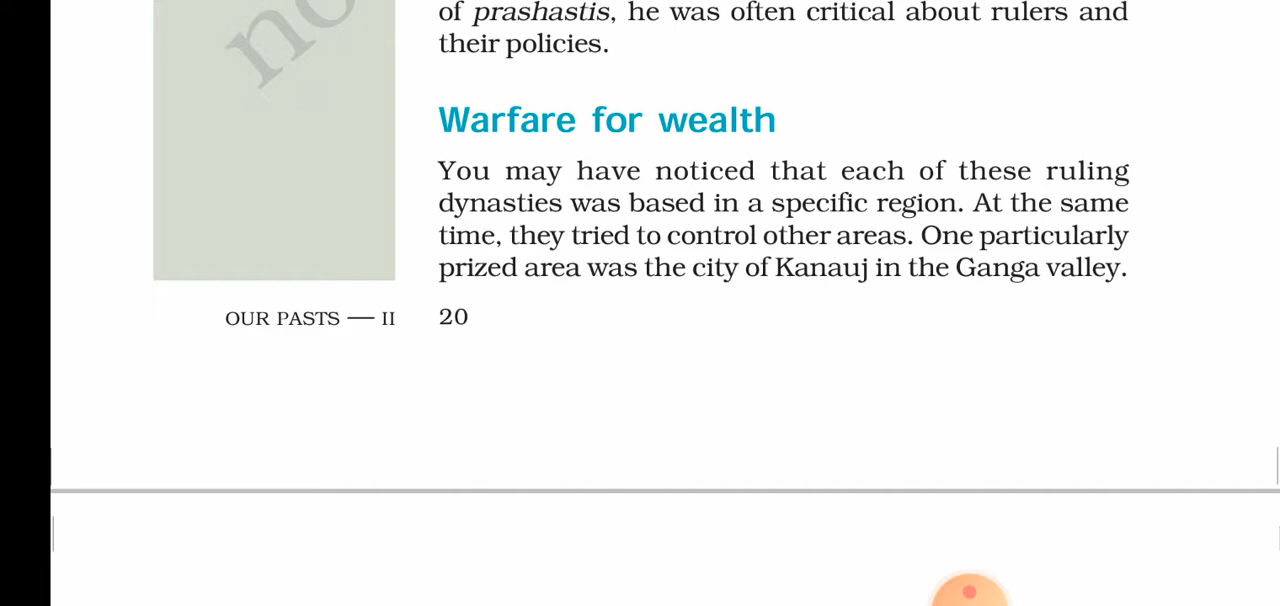 no
of prashastis, he was often critical about rulers and
their policies.
Warfare for wealth
You may have noticed that each of these ruling
dynasties was based in a specific region. At the same
time, they tried to control other areas. One particularly
prized area was the city of Kanauj in the Ganga valley.
OUR PASTS — II 20